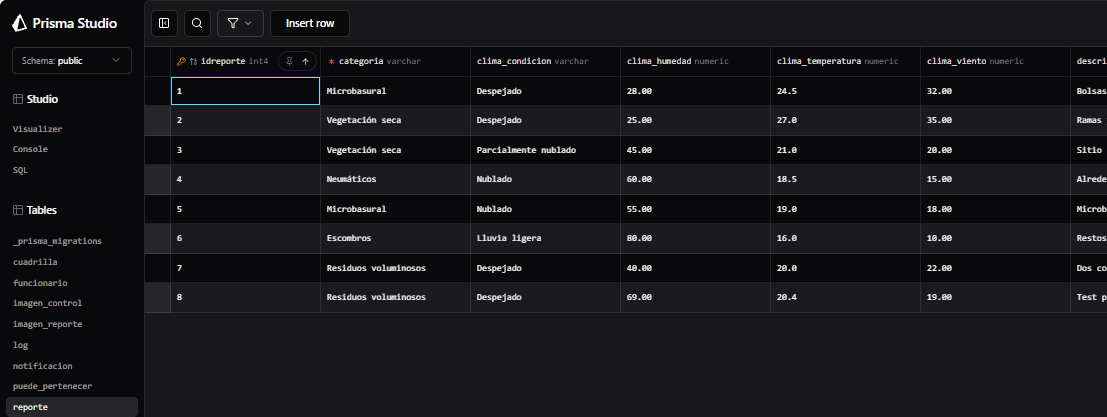 Prisma Studio
Insert row
Schema: public
Studio
Visualizer
Console
SQL
Tables
_prisma_migrations
cuadrilla
funcionario
imagen_control
imagen_reporte
log
notificacion
puede_pertenecer
reporte
idreporte int4 * categoria varchar clima_condicion varchar clima_humedad numeric clima_temperatura numeric clima_viento numeric descri
1 Microbasural Despejado 28.00 24.5 32.00 Bolsas
2 Vegetación seca Despejado 25.00 27.0 35.00 Ramas
3 Vegetación seca Parcialmente nublado 45.00 21.0 20.00 Sitio
4 Neumáticos Nublado 60.00 18.5 15.00 Alrede
5 Microbasural Nublado 55.00 19.0 18.00 Microb
6 Escombros Lluvia ligera 80.00 16.0 10.00 Restos
7 Residuos voluminosos Despejado 40.00 20.0 22.00 Dos co
8 Residuos voluminosos Despejado 69.00 20.4 19.00 Test p